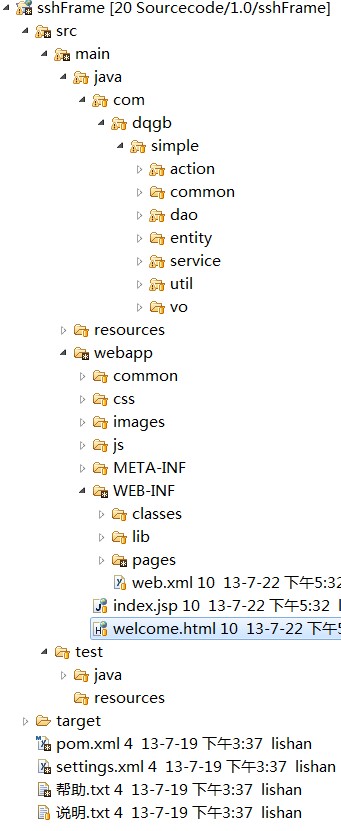 sshFrame [20 Sourcecode/1.0/sshFrame]
src
main
java
com
dqgb
simple
action
common
dao
entity
service
util
vo
resources
webapp
common
css
images
js
META-INF
WEB-INF
classes
lib
pages
web.xml 10 13-7-22 下午5:32
index.jsp 10 13-7-22 下午5:32 l
welcome.html 10 13-7-22 下午5
test
java
resources
target
pom.xml 4 13-7-19 下午3:37 lishan
settings.xml 4 13-7-19 下午3:37 lishan
帮助.txt 4 13-7-19 下午3:37 lishan
说明.txt 4 13-7-19 下午3:37 lishan